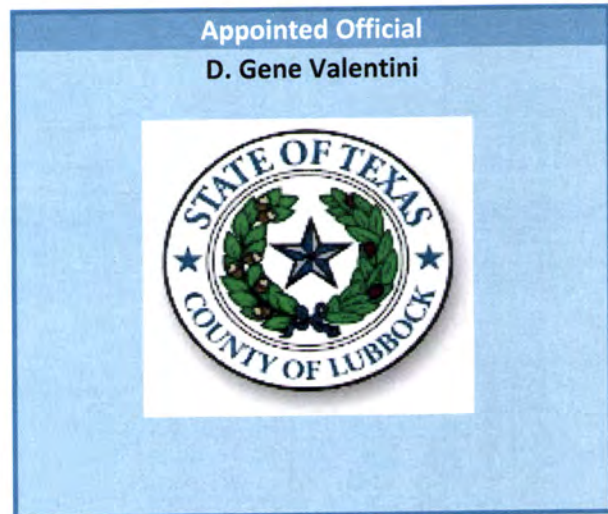 Appointed Official
D. Gene Valentini
STATE OF TEXAS
COUNTY OF LUBBOCK